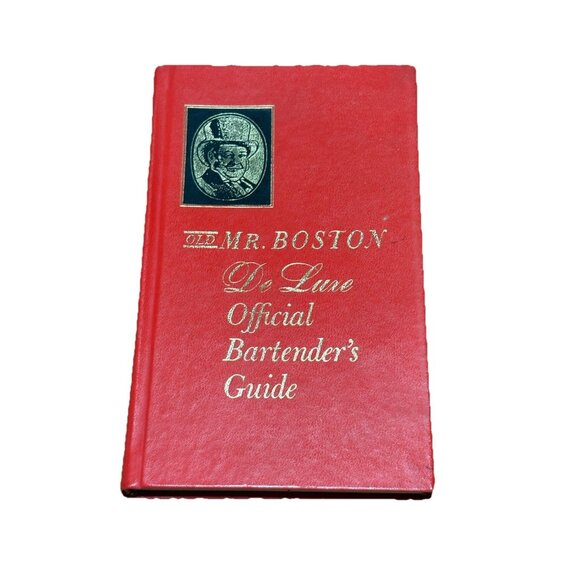 OLD MR. BOSTON
De Luxe
Official
Bartender's
Guide